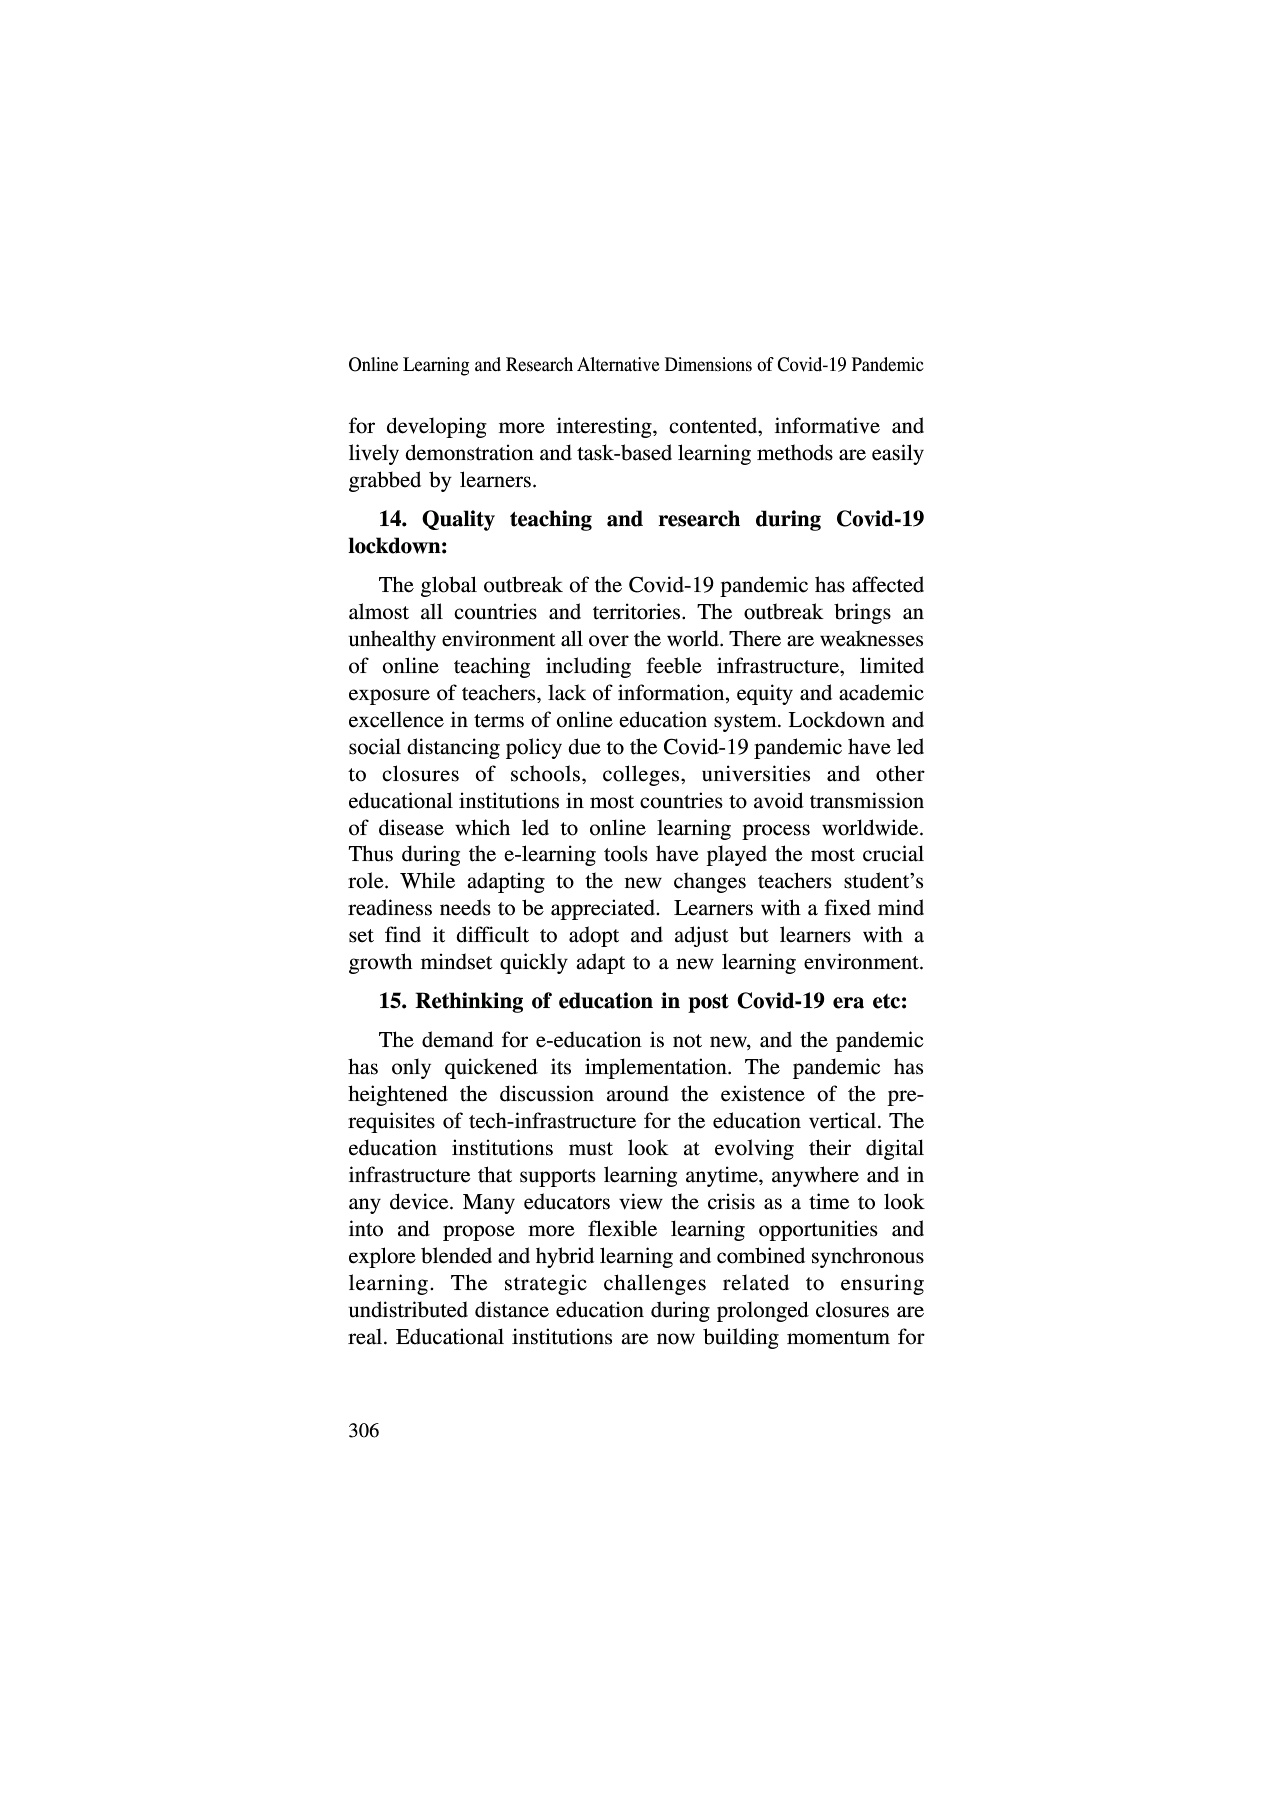 Online Learning and Research Alternative Dimensions of Covid-19 Pandemic
for developing more interesting, contented, informative and
lively demonstration and task-based learning methods are easily
grabbed by learners.
14. Quality teaching and research during Covid-19
lockdown:
The global outbreak of the Covid-19 pandemic has affected
almost all countries and territories. The outbreak brings an
unhealthy environment all over the world. There are weaknesses
of online teaching including feeble infrastructure, limited
exposure of teachers, lack of information, equity and academic
excellence in terms of online education system. Lockdown and
social distancing policy due to the Covid-19 pandemic have led
to closures of schools, colleges, universities and other
educational institutions in most countries to avoid transmission
of disease which led to online learning process worldwide.
Thus during the e-learning tools have played the most crucial
role. While adapting to the new changes teachers student’s
readiness needs to be appreciated.  Learners with a fixed mind
set find it difficult to adopt and adjust but learners with a
growth mindset quickly adapt to a new learning environment.
15. Rethinking of education in post Covid-19 era etc:
The demand for e-education is not new, and the pandemic
has only quickened its implementation. The pandemic has
heightened the discussion around the existence of the pre-
requisites of tech-infrastructure for the education vertical. The
education institutions must look at evolving their digital
infrastructure that supports learning anytime, anywhere and in
any device. Many educators view the crisis as a time to look
into and propose more flexible learning opportunities and
explore blended and hybrid learning and combined synchronous
learning. The strategic challenges related to ensuring
undistributed distance education during prolonged closures are
real. Educational institutions are now building momentum for
306